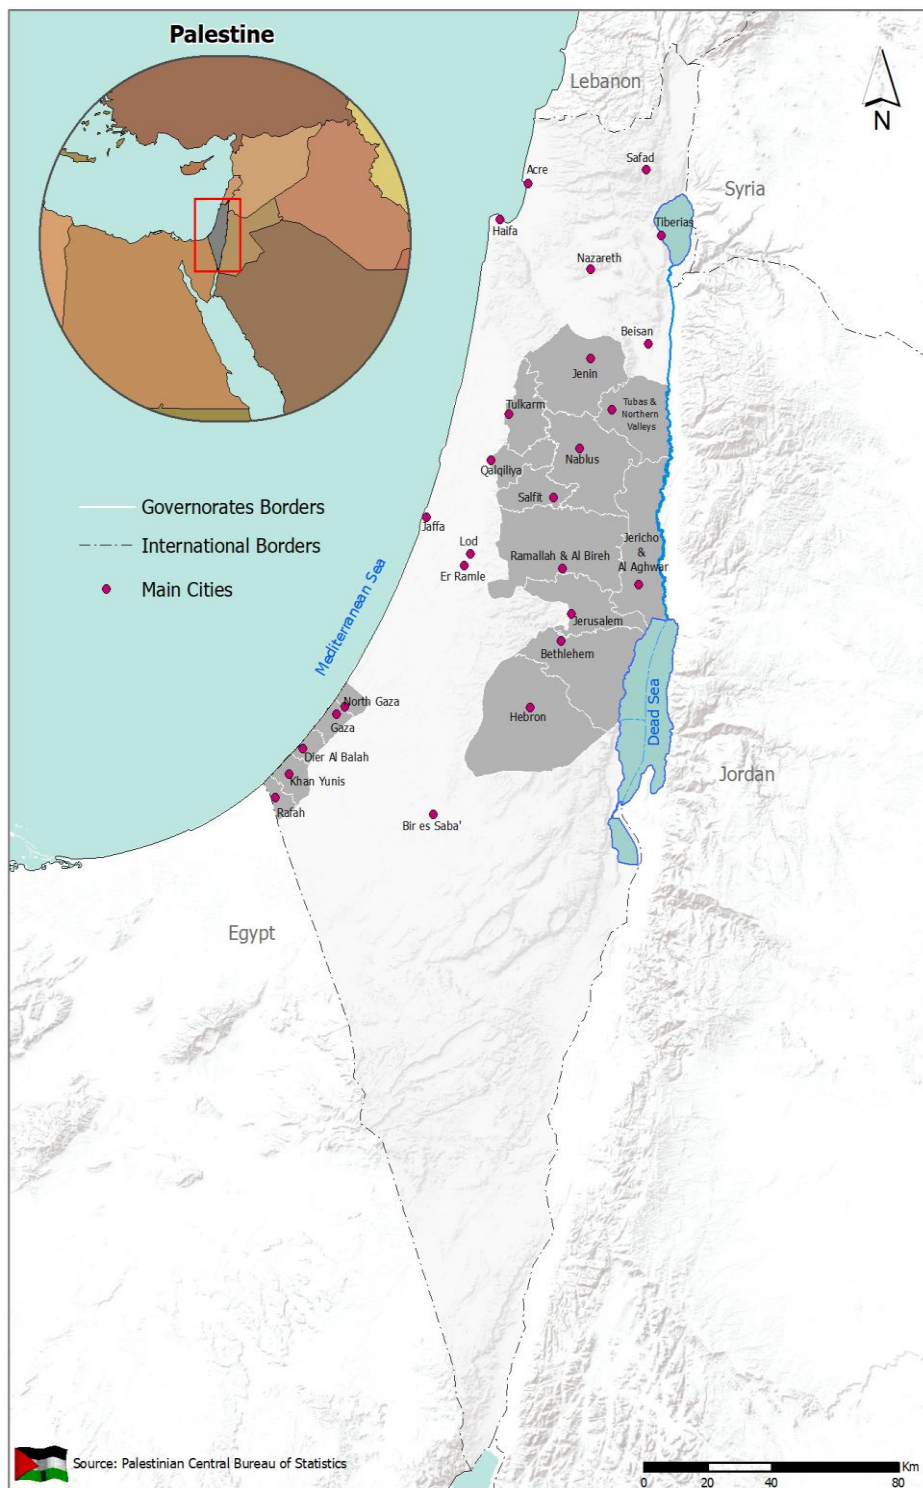 Palestine
Lebanon
N
Safad
Acre
Syria
Haifa
Tiberias
Nazareth
Beisan
Jenin
Tulkarm
Tubas &
Northern
Valleys
Nablus
Qalqiliya
Salfit
Governorates Borders
International Borders
Main Cities
Jaffa
Lod
Er Ramle
Ramallah & Al Bireh
Jericho
&
Al Aghwar
Mediterranean Sea
Jerusalem
Bethlehem
Dead Sea
North Gaza
Gaza
Hebron
Dier Al Balah
Khan Yunis
Jordan
Rafah
Bir es Saba'
Egypt
Source: Palestinian Central Bureau of Statistics
Km
0 20 40 80